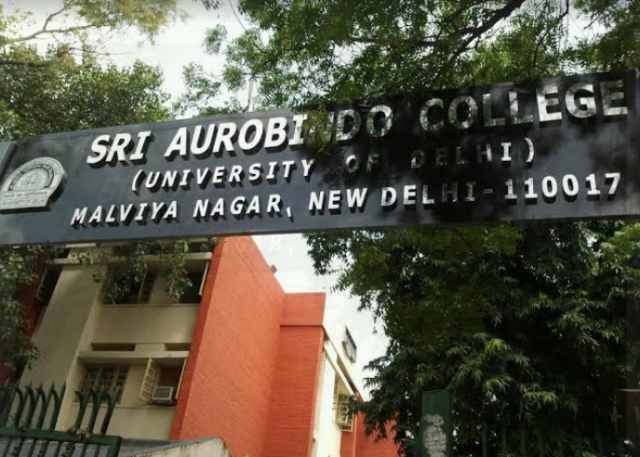 SRI AUROBINDO COLLEGE
(UNIVERSITY OF DELHI)
MALVIYA NAGAR, NEW DELHI-110017